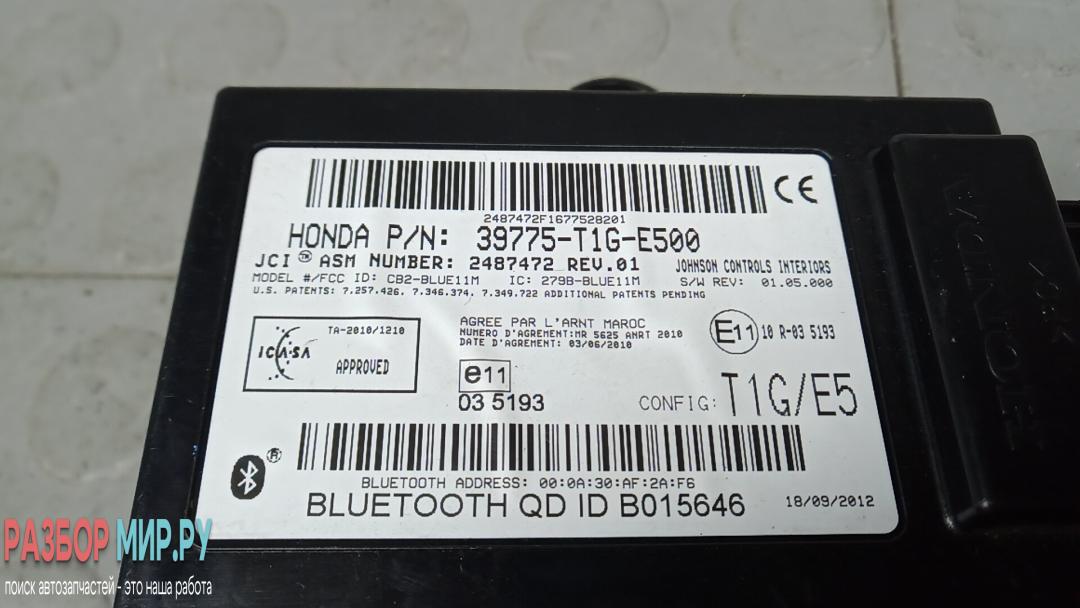 2487472F1677528201
CE
HONDA P/N: 39775-T1G-E500
JCI™ ASM NUMBER: 2487472 REV.01 JOHNSON CONTROLS INTERIORS
MODEL #/FCC ID: CB2-BLUE11M IC: 279B-BLUE11M S/W REV: 01.05.000
U.S. PATENTS: 7.257.426, 7.346.374, 7.349.722 ADDITIONAL PATENTS PENDING
TA-2010/1210
ICASA
APPROVED
AGREE PAR L'ARNT MAROC
NUMERO D'AGREMENT:MR 5625 ANRT 2010
DATE D'AGREMENT: 03/06/2010
E11 10 R-03 5193
e11
03 5193
CONFIG: T1G/E5
®
BLUETOOTH ADDRESS: 00:0A:30:AF:2A:F6
BLUETOOTH QD ID B015646
18/09/2012
HONDA
РАЗБОР МИР.РУ
поиск автозапчастей - это наша работа